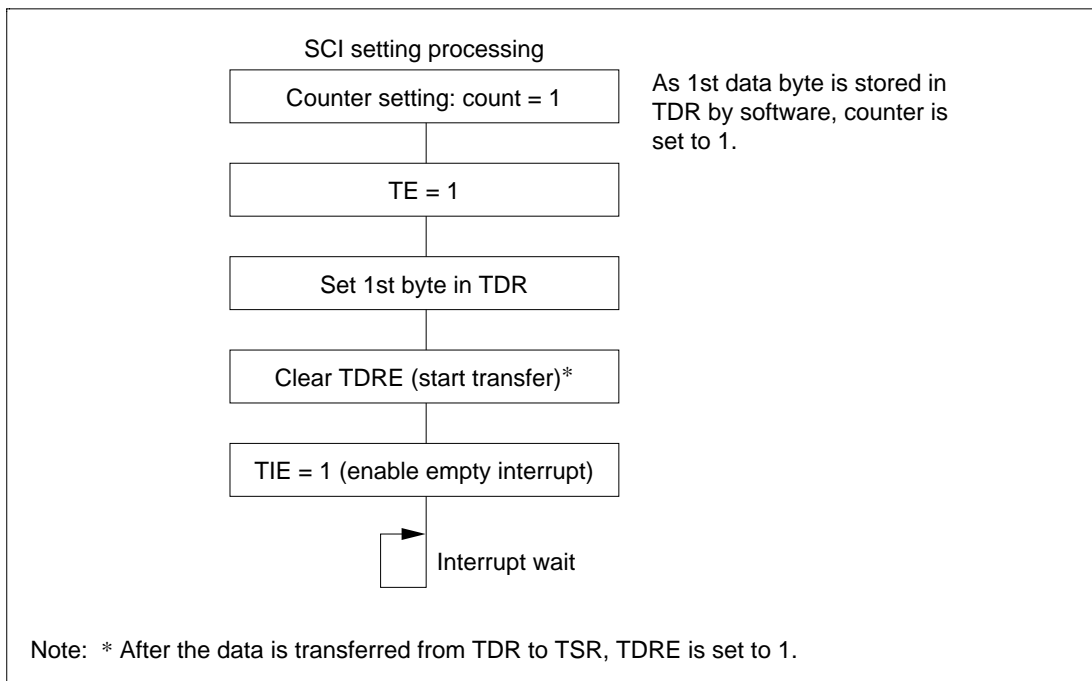 SCI setting processing
Counter setting: count = 1
As 1st data byte is stored in
TDR by software, counter is
set to 1.
TE = 1
Set 1st byte in TDR
Clear TDRE (start transfer)*
TIE = 1 (enable empty interrupt)
Interrupt wait
Note: * After the data is transferred from TDR to TSR, TDRE is set to 1.